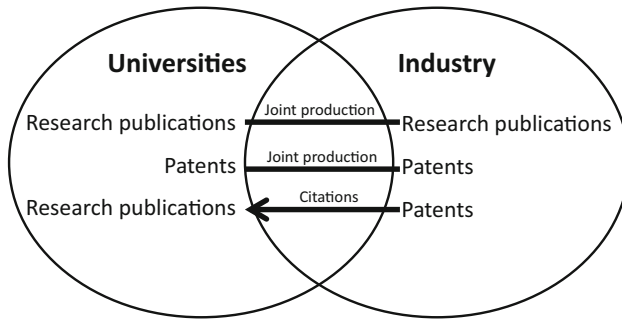 Universities
Industry
Joint production
Research publications
Research publications
Joint production
Patents
Patents
Citations
Research publications
Patents